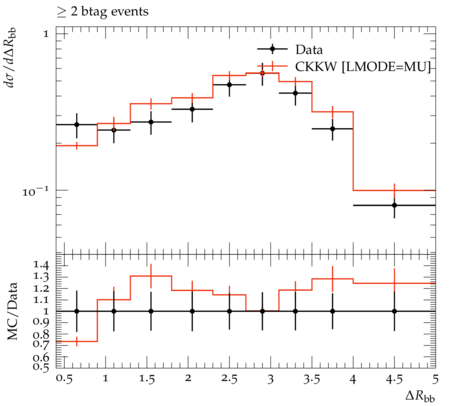 ≥ 2 btag events
Data
CKKW [LMODE=MU]
dσ/dΔR_bb
1
10⁻¹
MC/Data
1.4
1.3
1.2
1.1
1
0.9
0.8
0.7
0.6
0.5
0.5 1 1.5 2 2.5 3 3.5 4 4.5 5
ΔR_bb